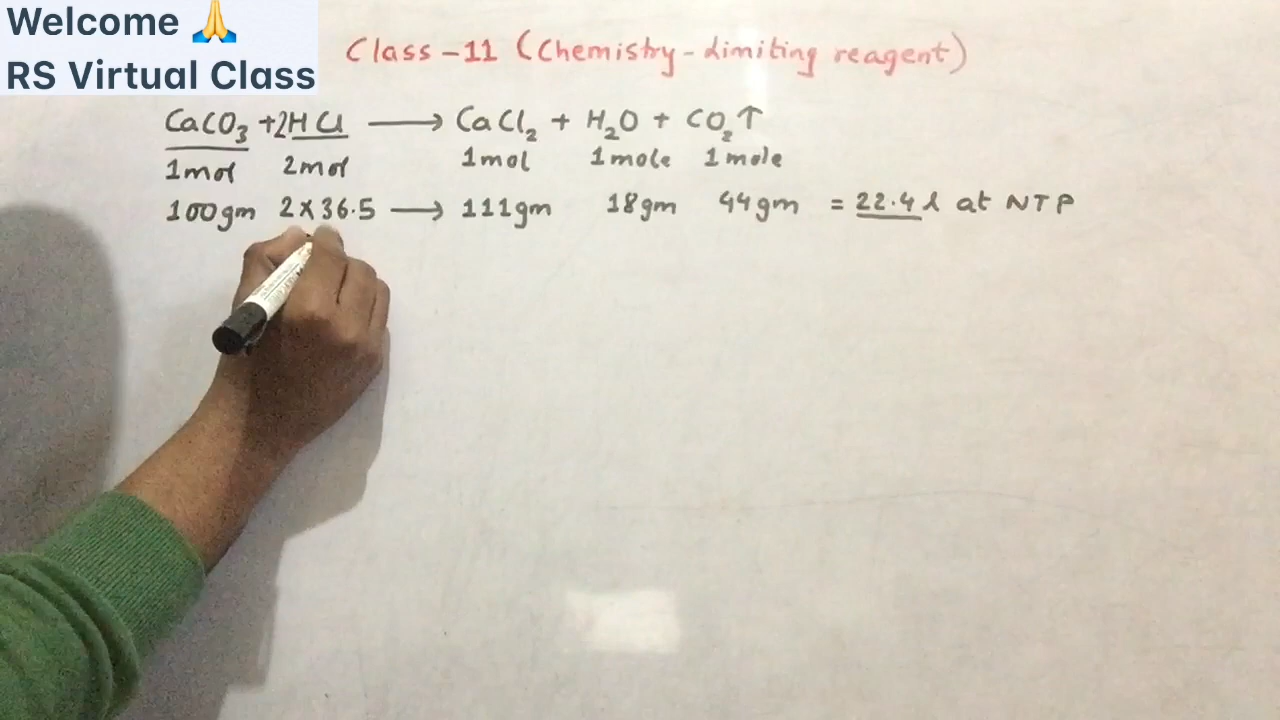 Welcome 🙏
RS Virtual Class
Class-11 (Chemistry-Limiting reagent)
CaCO₃ + 2HCl ⟶ CaCl₂ + H₂O + CO₂↑
1mol 2mol 1mol 1mole 1mole
100gm 2×36.5 ⟶ 111gm 18gm 44gm = 22.4 l at NTP